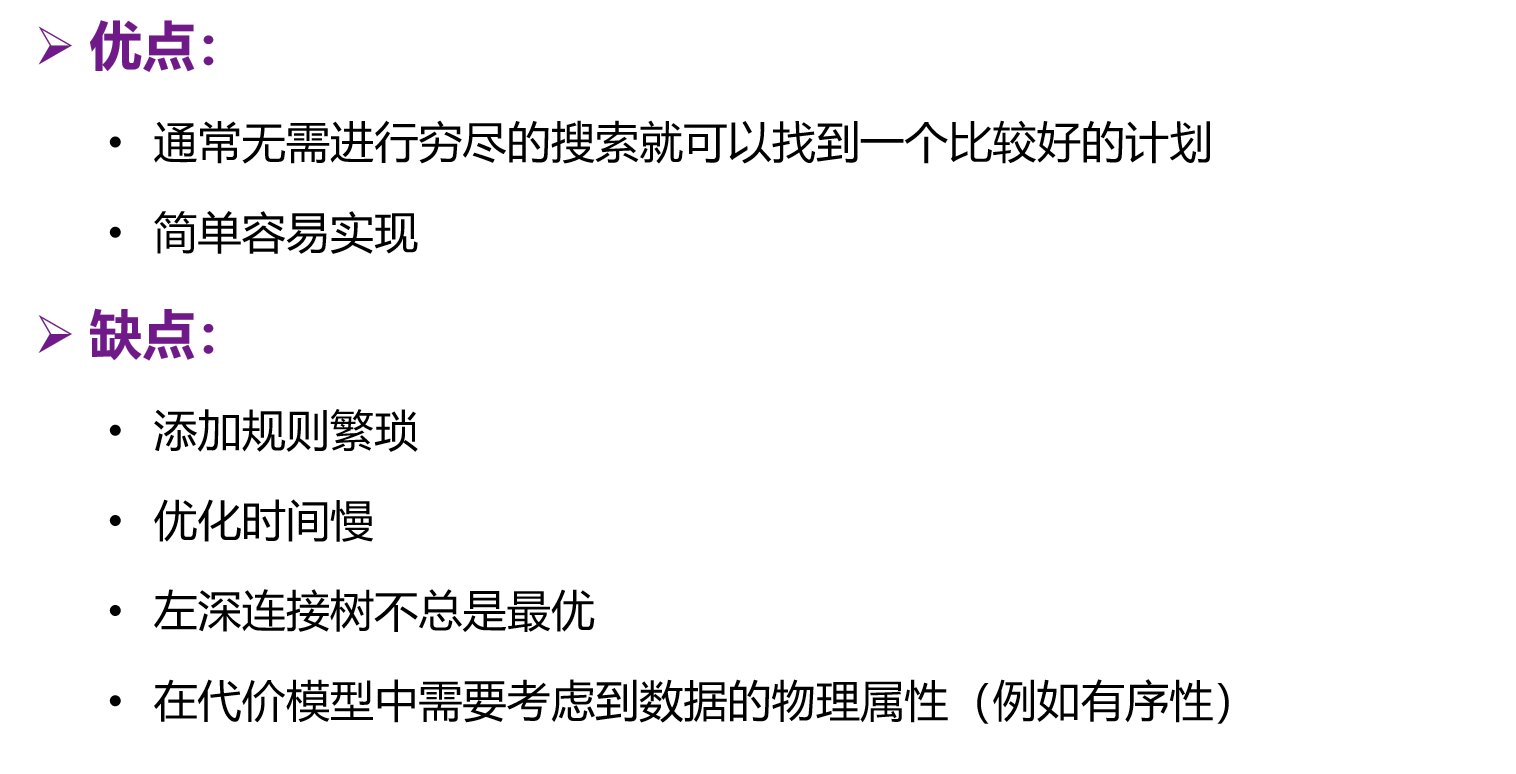 ➢ 优点：
• 通常无需进行穷尽的搜索就可以找到一个比较好的计划
• 简单容易实现
➢ 缺点：
• 添加规则繁琐
• 优化时间慢
• 左深连接树不总是最优
• 在代价模型中需要考虑到数据的物理属性（例如有序性）